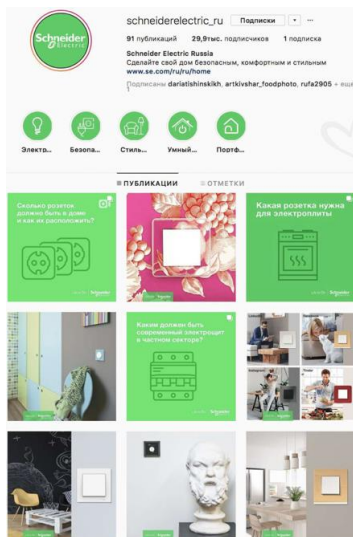 schneiderelectric_ru Подписки ...
Schneider
Electric
91 публикаций 29,9тыс. подписчиков 1 подписка
Schneider Electric Russia
Сделайте свой дом безопасным, комфортным и стильным
www.se.com/ru/ru/home
Подписаны dariatishinskikh, artkivshar_foodphoto, rufa2905 + еще
1
Электр... Безопа... Стиль... Умный... Портф...
ПУБЛИКАЦИИ ОТМЕТКИ
Сколько розеток
должно быть в доме
и как их расположить?
Какая розетка нужна
для электроплиты
Каким должен быть
современный электрощит
в частном секторе?